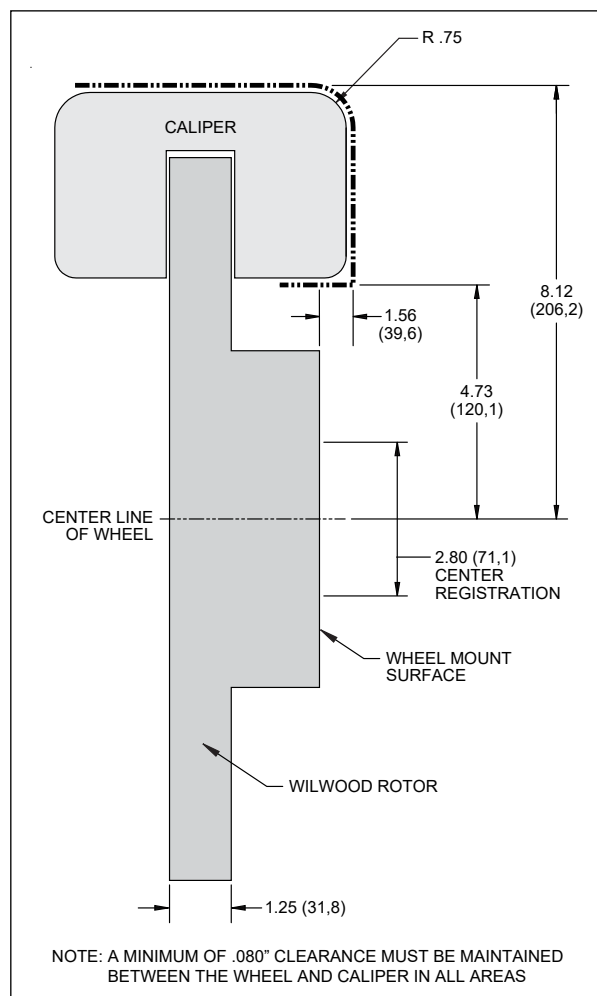 R .75
CALIPER
8.12
(206,2)
1.56
(39,6)
4.73
(120,1)
CENTER LINE
OF WHEEL
2.80 (71,1)
CENTER
REGISTRATION
WHEEL MOUNT
SURFACE
WILWOOD ROTOR
1.25 (31,8)
NOTE: A MINIMUM OF .080" CLEARANCE MUST BE MAINTAINED
BETWEEN THE WHEEL AND CALIPER IN ALL AREAS